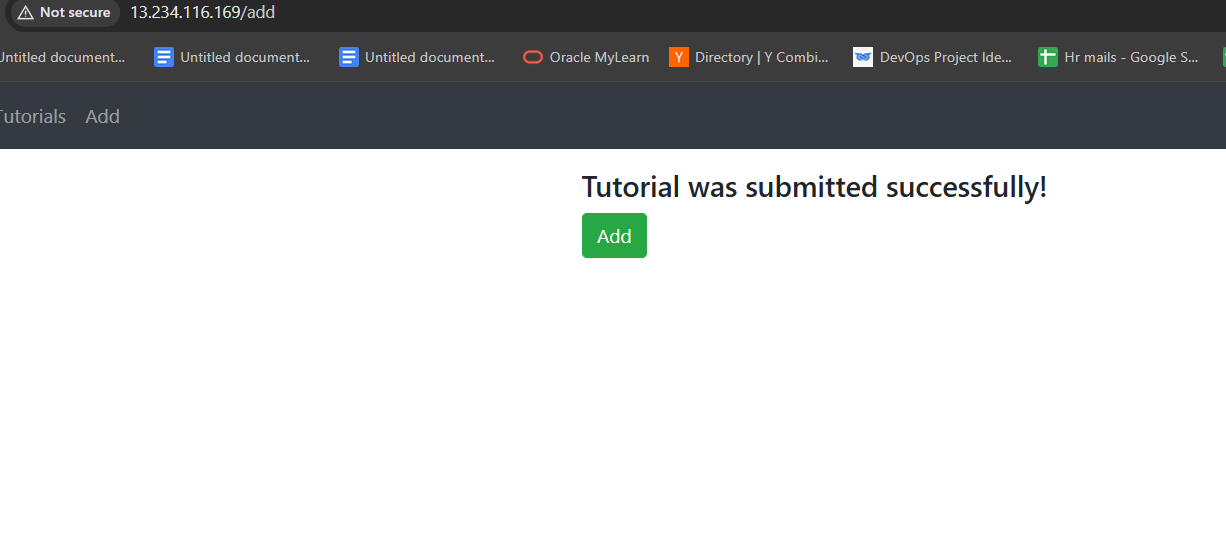 Not secure 13.234.116.169/add
Untitled document... Untitled document... Untitled document... Oracle MyLearn Y Directory | Y Combi... DevOps Project Ide... Hr mails - Google S...
Tutorials Add
Tutorial was submitted successfully!
Add